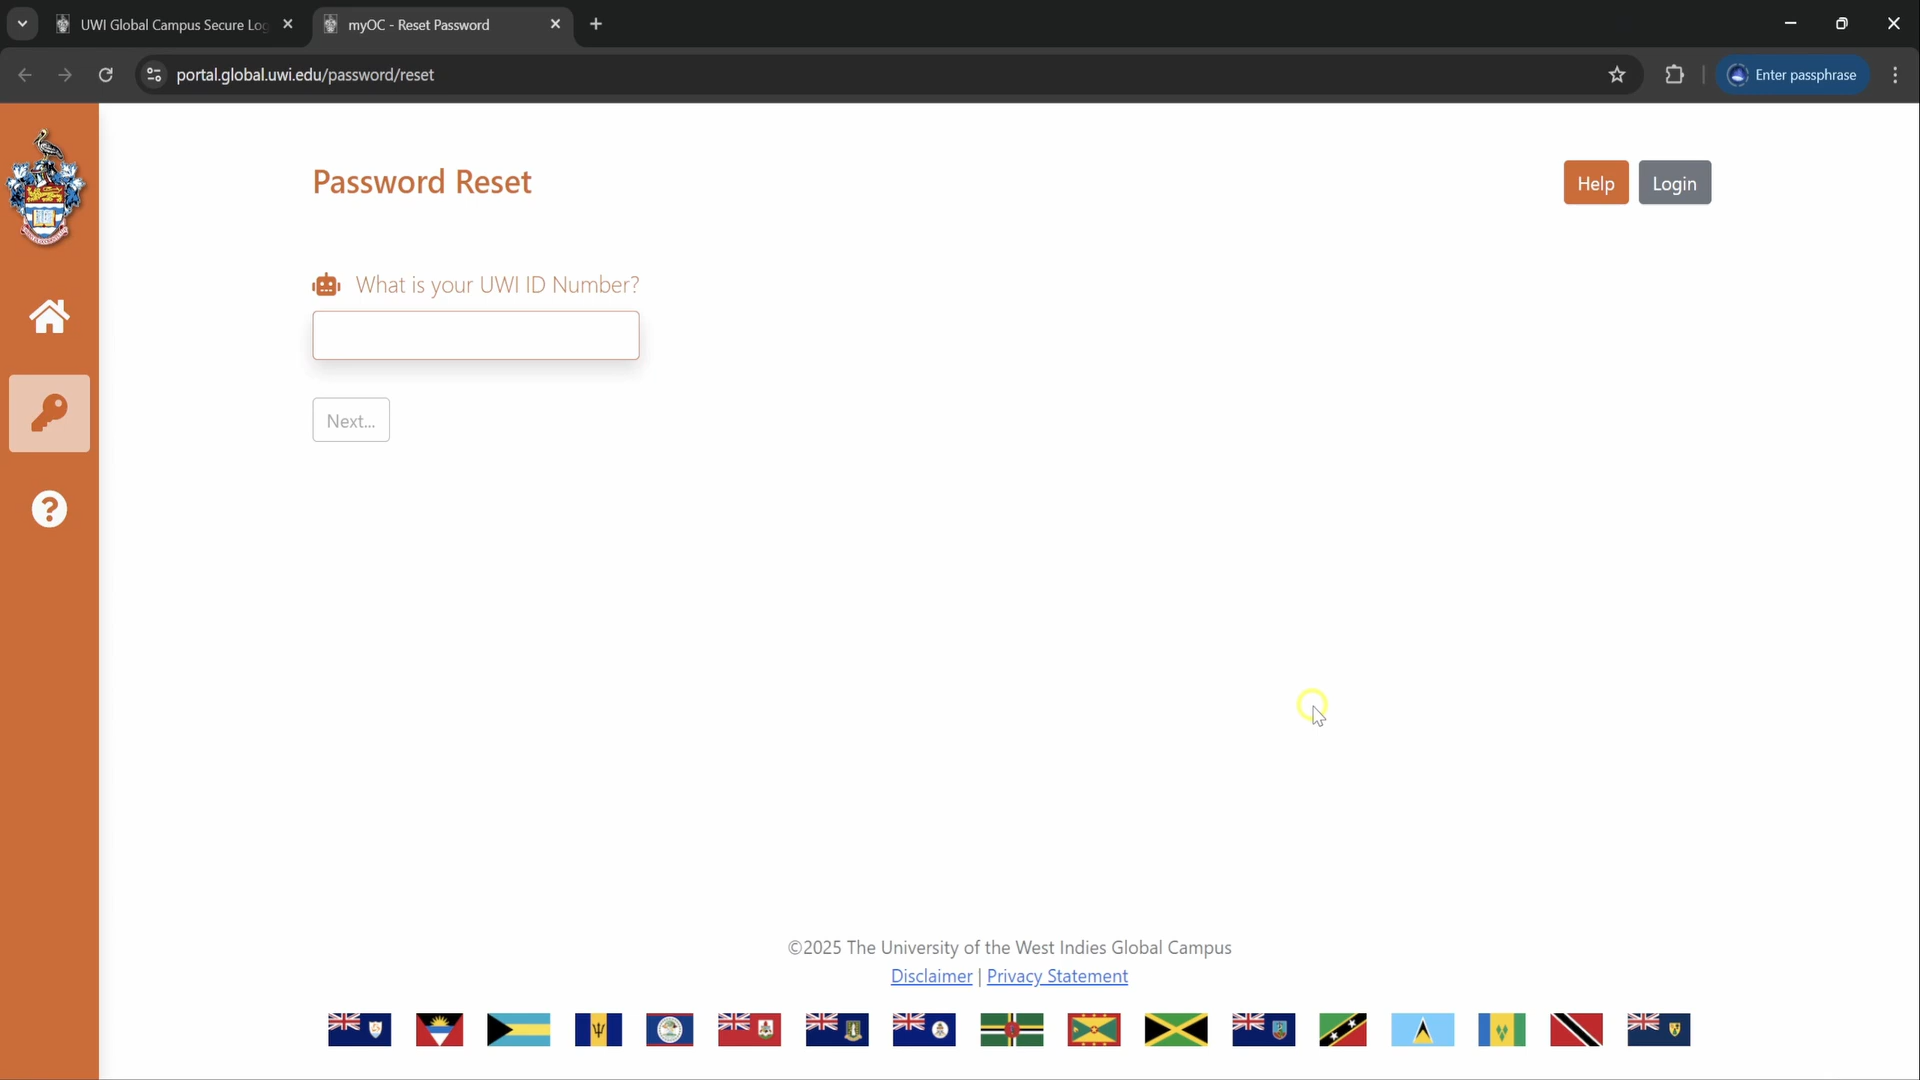 UWI Global Campus Secure Log
myOC - Reset Password
portal.global.uwi.edu/password/reset
Enter passphrase
Password Reset
Help
Login
What is your UWI ID Number?
Next...
©2025 The University of the West Indies Global Campus
Disclaimer | Privacy Statement